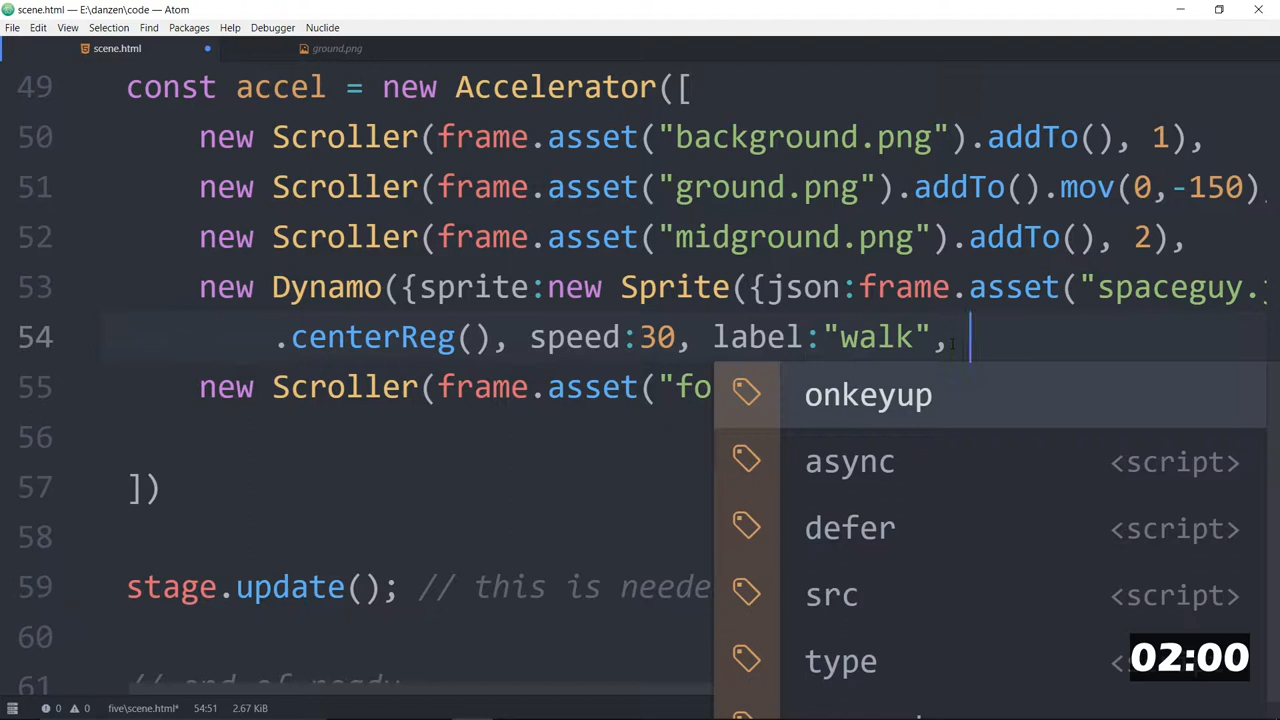 scene.html — E:\danzen\code — Atom
File Edit View Selection Find Packages Help Debugger Nuclide
scene.html ground.png
49 const accel = new Accelerator([
50 new Scroller(frame.asset("background.png").addTo(), 1),
51 new Scroller(frame.asset("ground.png").addTo().mov(0,-150)
52 new Scroller(frame.asset("midground.png").addTo(), 2),
53 new Dynamo({sprite:new Sprite({json:frame.asset("spaceguy.
54 .centerReg(), speed:30, label:"walk",
onkeyup
55 new Scroller(frame.asset("fo
async <script>
56
57 ])
defer <script>
58
59 stage.update(); // this is neede
src <script>
60
type
61 // end of ready
02:00
0 0 five\scene.html* 54:51 2.67 KiB